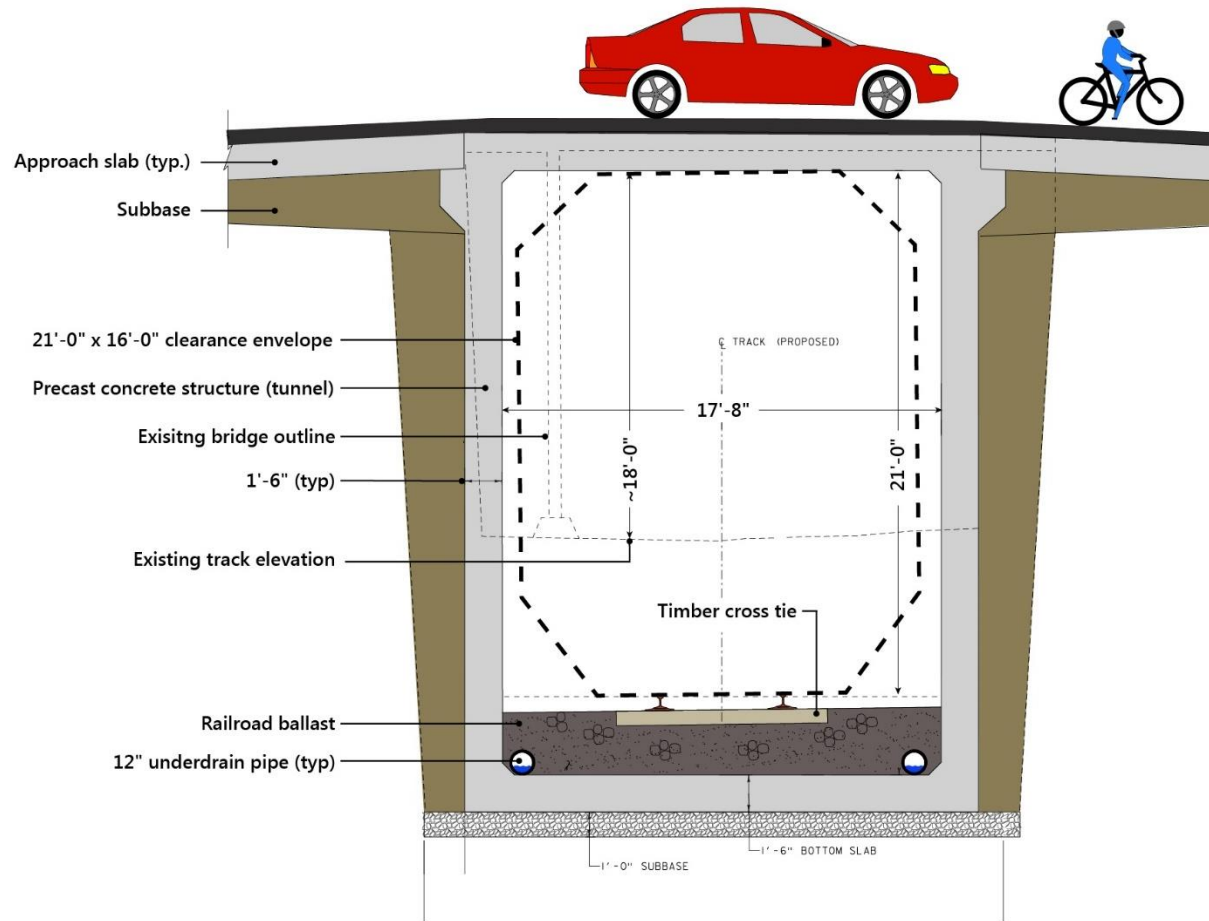 Approach slab (typ.)
Subbase
21'-0" x 16'-0" clearance envelope
℄ TRACK (PROPOSED)
Precast concrete structure (tunnel)
17'-8"
Exisitng bridge outline
~18'-0"
21'-0"
1'-6" (typ)
Existing track elevation
Timber cross tie
Railroad ballast
12" underdrain pipe (typ)
1'-6" BOTTOM SLAB
1'-0" SUBBASE